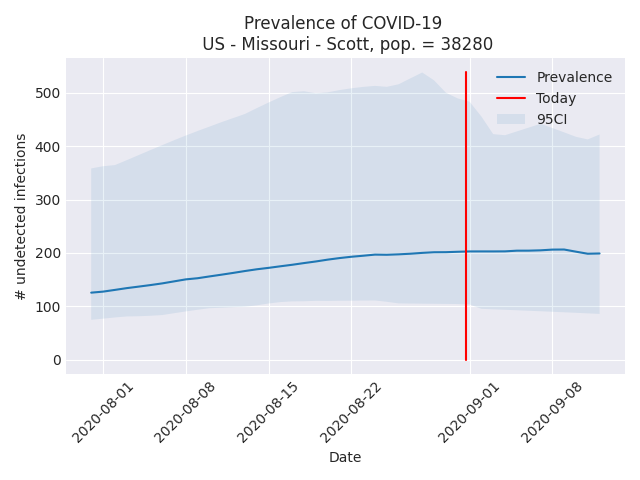 Prevalence of COVID-19
US - Missouri - Scott, pop. = 38280
Prevalence
Today
95CI
# undetected infections
500
400
300
200
100
0
2020-08-01
2020-08-08
2020-08-15
2020-08-22
2020-09-01
2020-09-08
Date